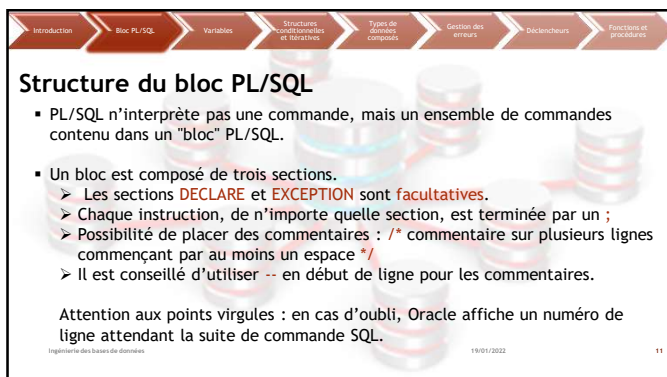 Introduction
Bloc PL/SQL
Variables
Structures
conditionnelles
et itératives
Types de
données
composés
Gestion des
erreurs
Déclencheurs
Fonctions et
procédures
Structure du bloc PL/SQL
▪ PL/SQL n’interprète pas une commande, mais un ensemble de commandes
contenu dans un "bloc" PL/SQL.
▪ Un bloc est composé de trois sections.
➢ Les sections DECLARE et EXCEPTION sont facultatives.
➢ Chaque instruction, de n’importe quelle section, est terminée par un ;
➢ Possibilité de placer des commentaires : /* commentaire sur plusieurs lignes
commençant par au moins un espace */
➢ Il est conseillé d’utiliser -- en début de ligne pour les commentaires.
Attention aux points virgules : en cas d’oubli, Oracle affiche un numéro de
ligne attendant la suite de commande SQL.
Ingénierie des bases de données
19/01/2022
11